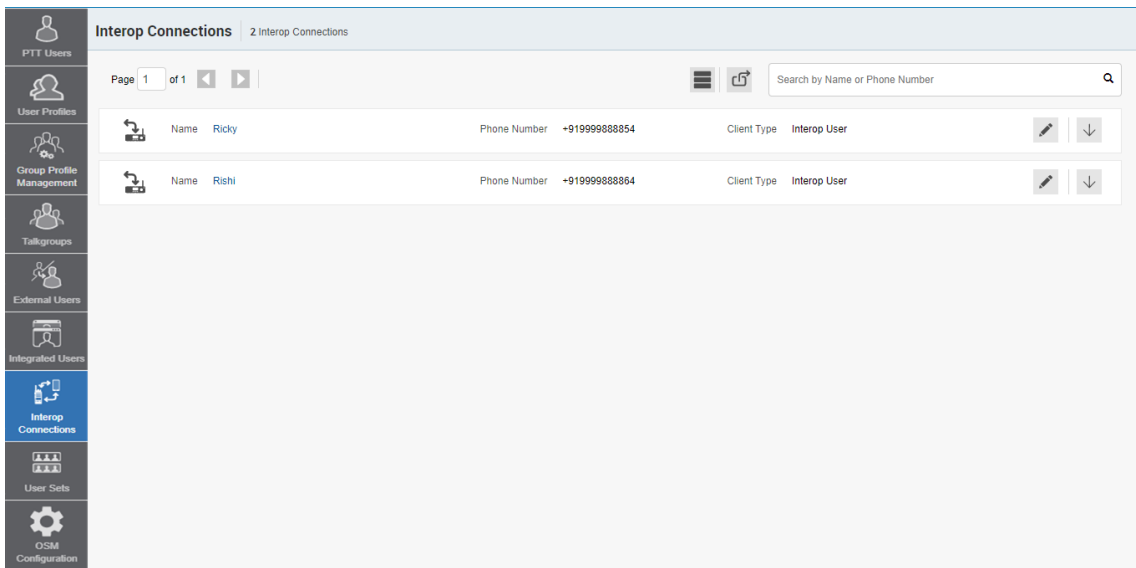 PTT Users
User Profiles
Group Profile
Management
Talkgroups
External Users
Integrated Users
Interop
Connections
User Sets
OSM
Configuration
Interop Connections 2 Interop Connections
Page 1 of 1 Search by Name or Phone Number
Name Ricky Phone Number +919999888854 Client Type Interop User
Name Rishi Phone Number +919999888864 Client Type Interop User